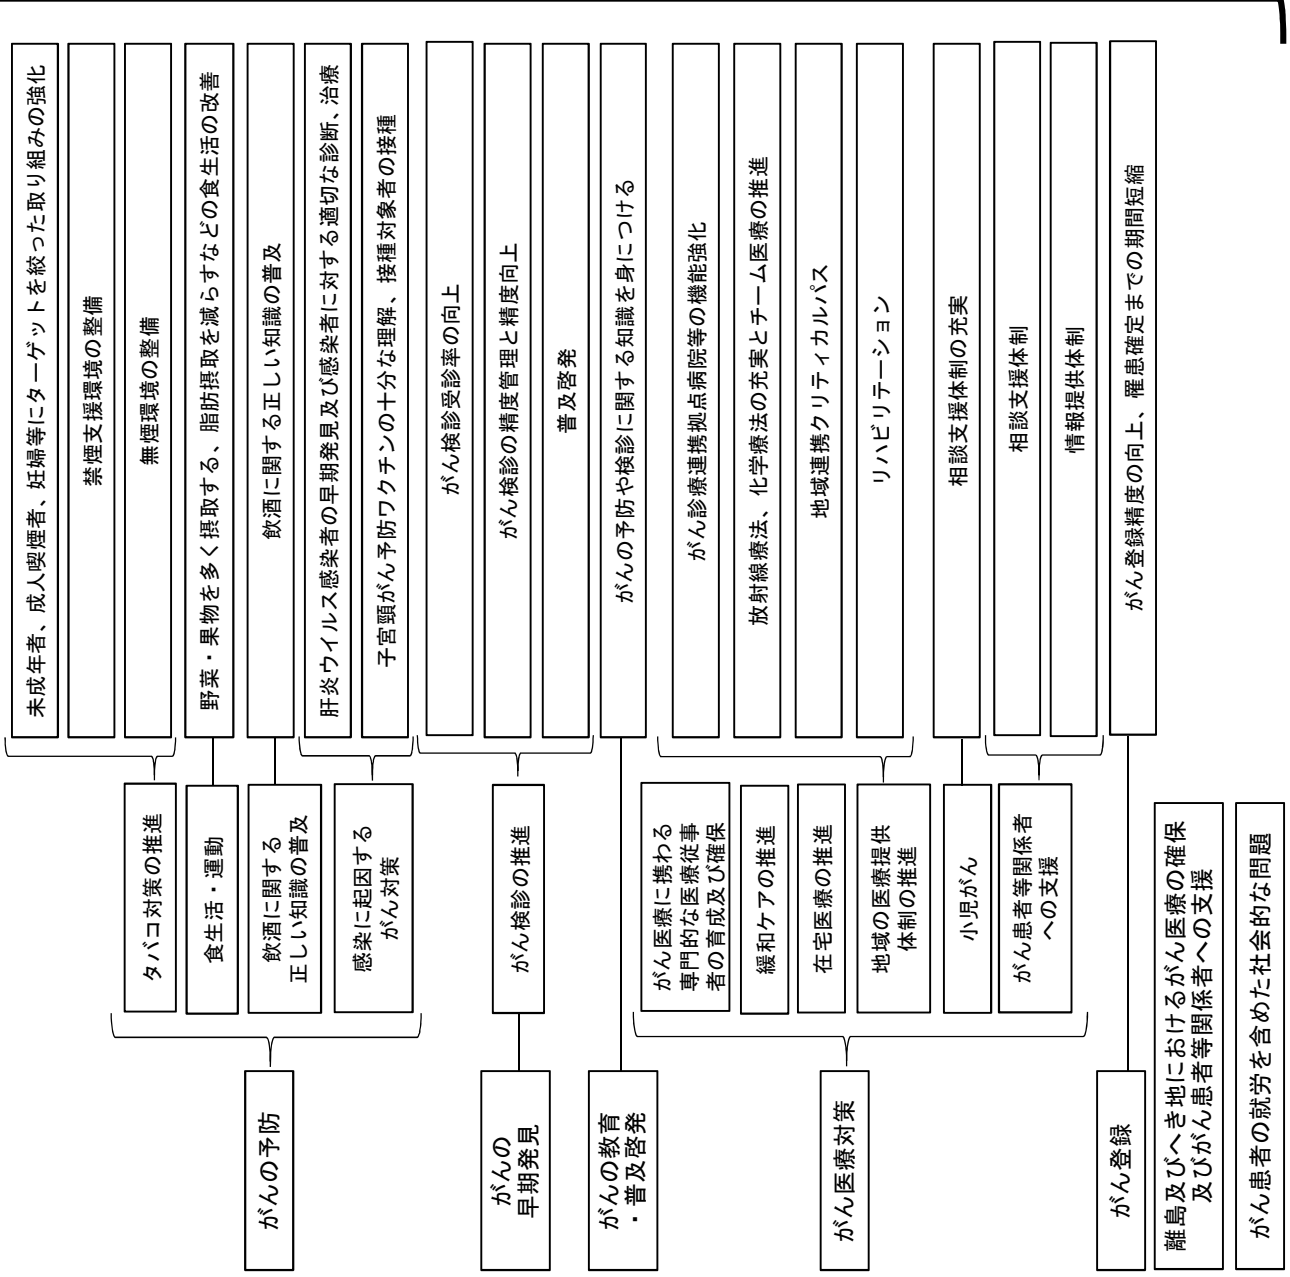 がんの予防
タバコ対策の推進
未成年者、成人喫煙者、妊婦等にターゲットを絞った取り組みの強化
禁煙支援環境の整備
無煙環境の整備
食生活・運動
野菜・果物を多く摂取する、脂肪摂取を減らすなどの食生活の改善
飲酒に関する
正しい知識の普及
飲酒に関する正しい知識の普及
感染に起因する
がん対策
肝炎ウイルス感染者の早期発見及び感染者に対する適切な診断、治療
子宮頸がん予防ワクチンの十分な理解、接種対象者の接種
がんの
早期発見
がん検診の推進
がん検診受診率の向上
がん検診の精度管理と精度向上
普及啓発
がんの教育
・普及啓発
がんの予防や検診に関する知識を身につける
がん医療対策
がん医療に携わる
専門的な医療従事
者の育成及び確保
緩和ケアの推進
在宅医療の推進
地域の医療提供
体制の推進
がん診療連携拠点病院等の機能強化
放射線療法、化学療法の充実とチーム医療の推進
地域連携クリティカルパス
リハビリテーション
小児がん
相談支援体制の充実
がん患者等関係者
への支援
相談支援体制
情報提供体制
がん登録
がん登録精度の向上、罹患確定までの期間短縮
離島及びへき地におけるがん医療の確保
及びがん患者等関係者への支援
がん患者の就労を含めた社会的な問題